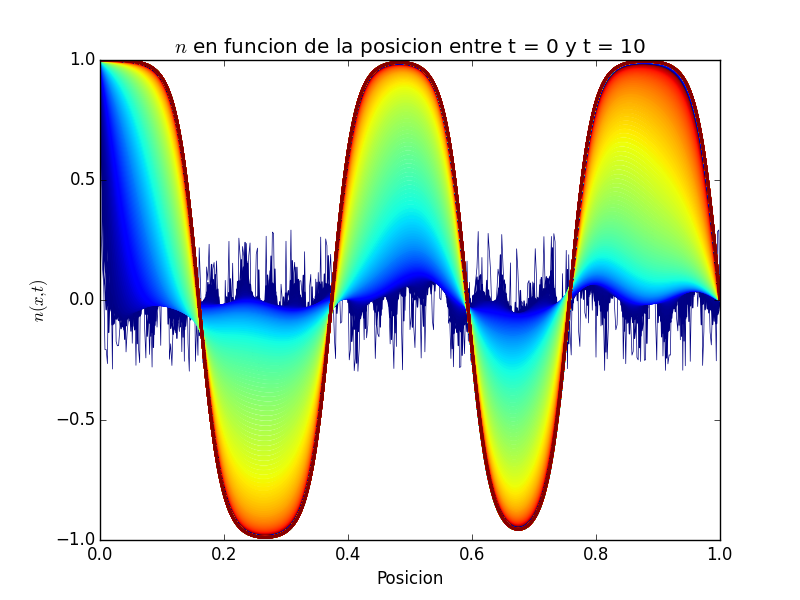 n en funcion de la posicion entre t = 0 y t = 10
1.0
0.5
0.0
−0.5
−1.0
n(x,t)
0.0 0.2 0.4 0.6 0.8 1.0
Posicion